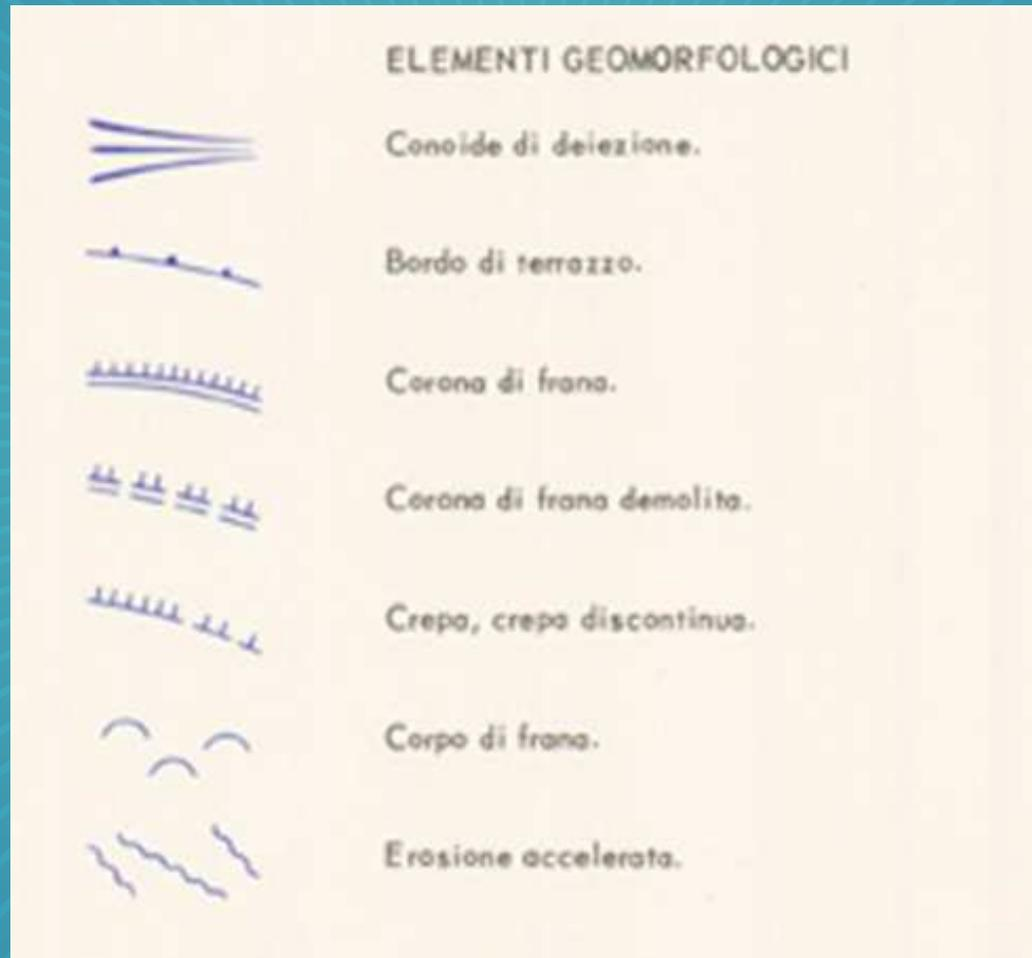 ELEMENTI GEOMORFOLOGICI
Conoide di deiezione.
Bordo di terrazzo.
Corona di frana.
Corona di frana demolita.
Crepa, crepa discontinua.
Corpo di frana.
Erosione accelerata.